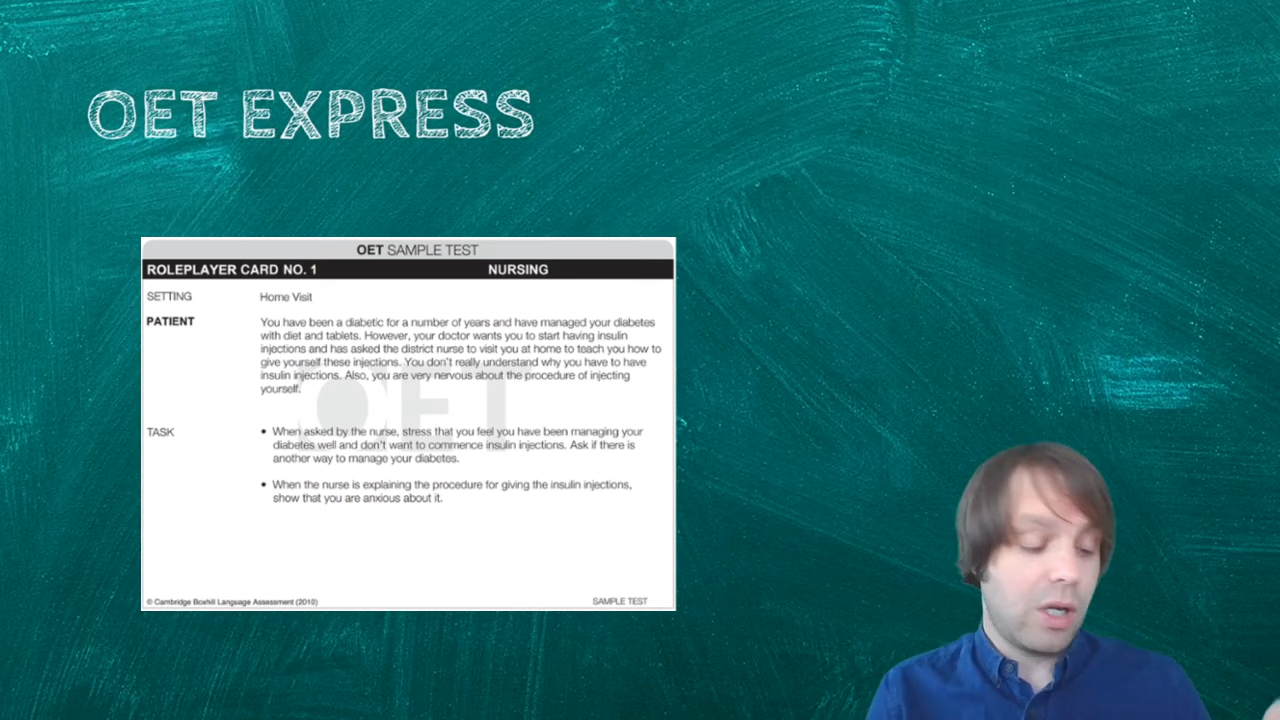 OET EXPRESS
OET SAMPLE TEST
ROLEPLAYER CARD NO. 1 NURSING
SETTING Home Visit
PATIENT You have been a diabetic for a number of years and have managed your diabetes
with diet and tablets. However, your doctor wants you to start having insulin
injections and has asked the district nurse to visit you at home to teach you how to
give yourself these injections. You don't really understand why you have to have
insulin injections. Also, you are very nervous about the procedure of injecting
yourself.
OET
TASK • When asked by the nurse, stress that you feel you have been managing your
diabetes well and don't want to commence insulin injections. Ask if there is
another way to manage your diabetes.
• When the nurse is explaining the procedure for giving the insulin injections,
show that you are anxious about it.
© Cambridge Boxhill Language Assessment (2010) SAMPLE TEST